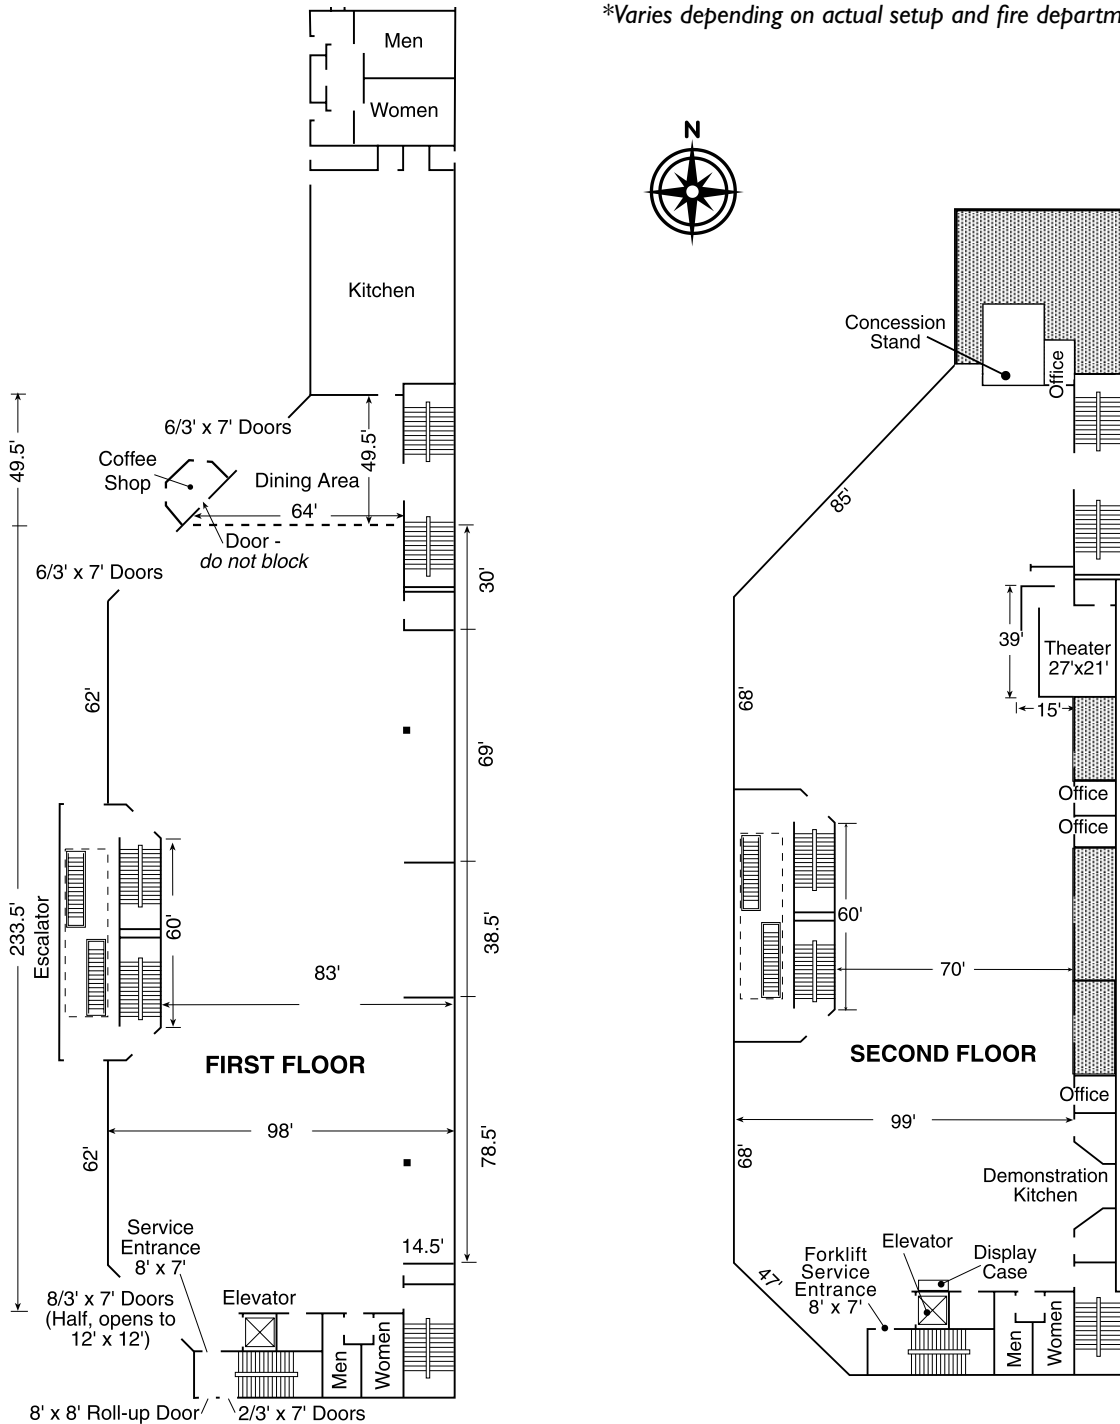 *Varies depending on actual setup and fire departm
Men
Women
N
Kitchen
Concession
Stand
Office
6/3' x 7' Doors
49.5'
49.5'
Coffee
Shop
Dining Area
64'
85'
Door -
do not block
6/3' x 7' Doors
30'
39'
Theater
27'x21'
62'
68'
15'
69'
Office
Office
233.5'
Escalator
60'
38.5'
60'
83'
70'
FIRST FLOOR
SECOND FLOOR
Office
98'
99'
62'
78.5'
68'
Demonstration
Kitchen
Service
Entrance
8' x 7'
14.5'
Elevator
Forklift
Service
Entrance
8' x 7'
Display
Case
47'
8/3' x 7' Doors
(Half, opens to
12' x 12')
Elevator
Men
Women
Men
Women
8' x 8' Roll-up Door
2/3' x 7' Doors